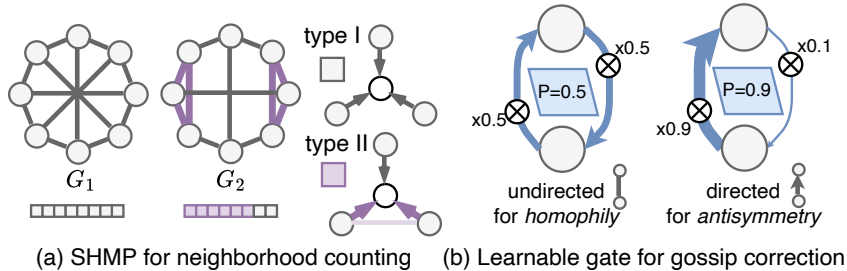 type I
type II
G1
G2
(a) SHMP for neighborhood counting
x0.5
P=0.5
x0.5
undirected
for homophily
x0.1
P=0.9
x0.9
directed
for antisymmetry
(b) Learnable gate for gossip correction